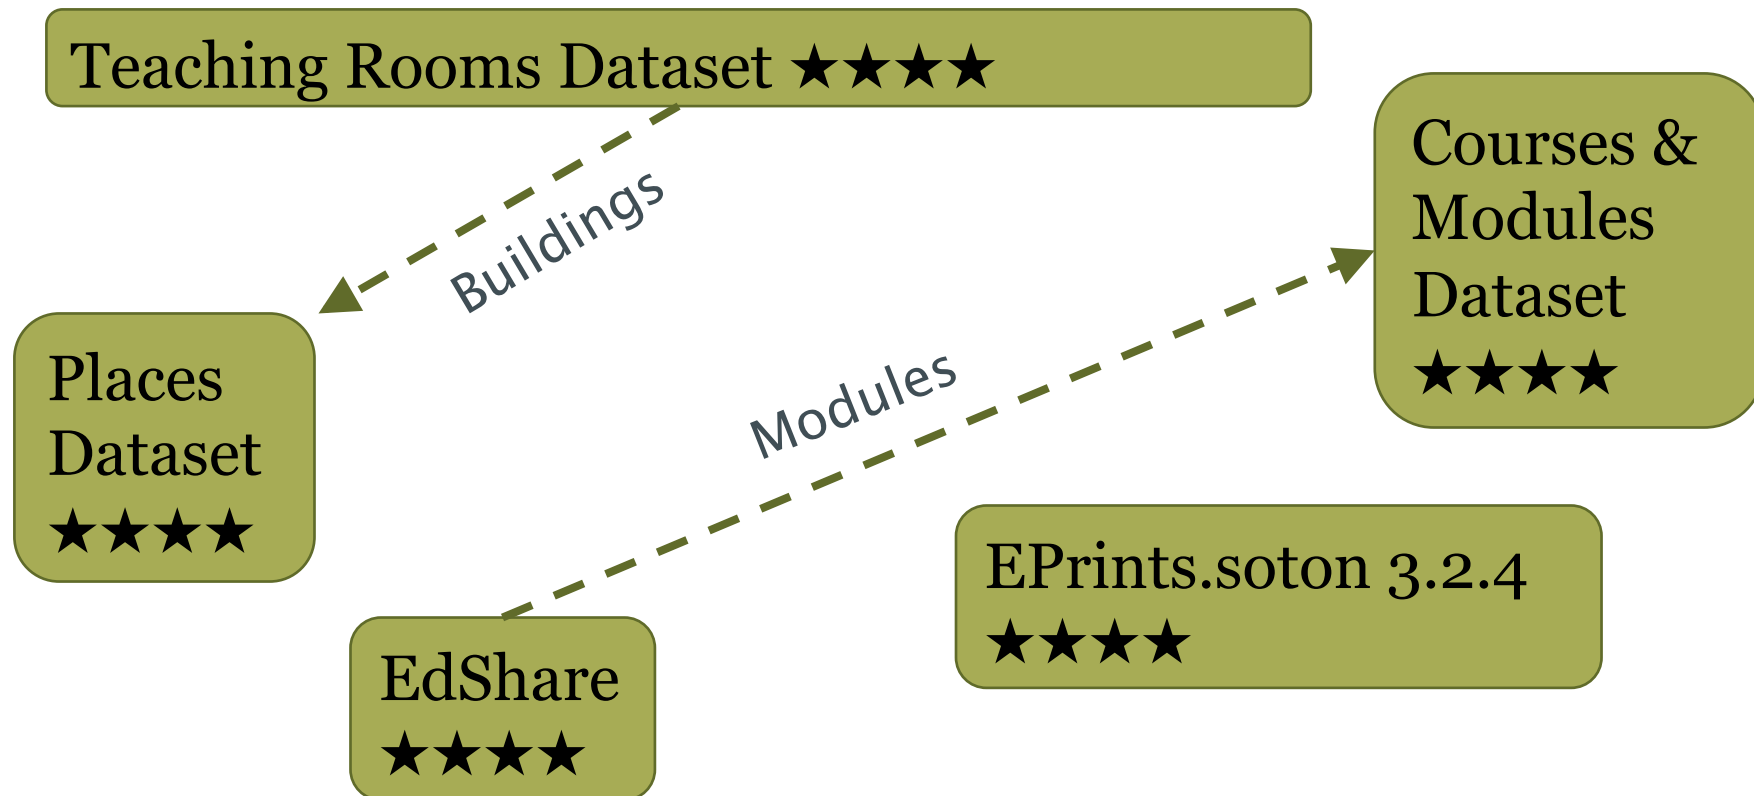 Teaching Rooms Dataset ★★★★
Courses &
Modules
Dataset
★★★★
Buildings
Modules
Places
Dataset
★★★★
EPrints.soton 3.2.4
★★★★
EdShare
★★★★